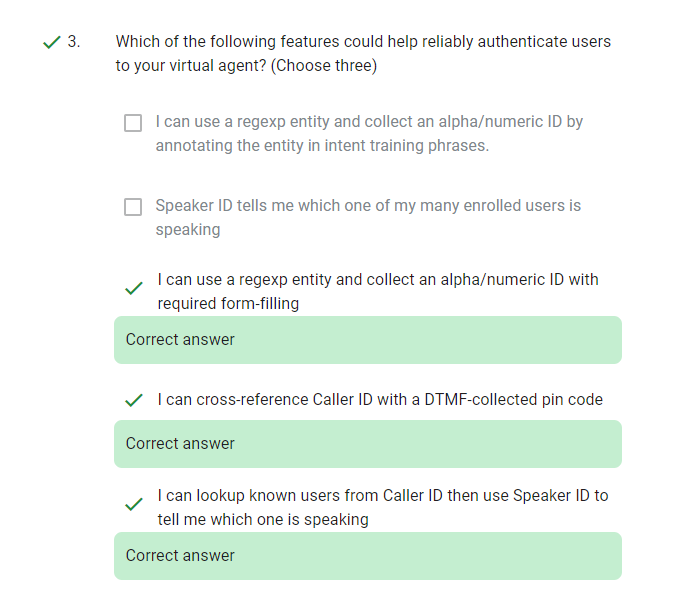 3.
Which of the following features could help reliably authenticate users
to your virtual agent? (Choose three)
I can use a regexp entity and collect an alpha/numeric ID by
annotating the entity in intent training phrases.
Speaker ID tells me which one of my many enrolled users is
speaking
I can use a regexp entity and collect an alpha/numeric ID with
required form-filling
Correct answer
I can cross-reference Caller ID with a DTMF-collected pin code
Correct answer
I can lookup known users from Caller ID then use Speaker ID to
tell me which one is speaking
Correct answer